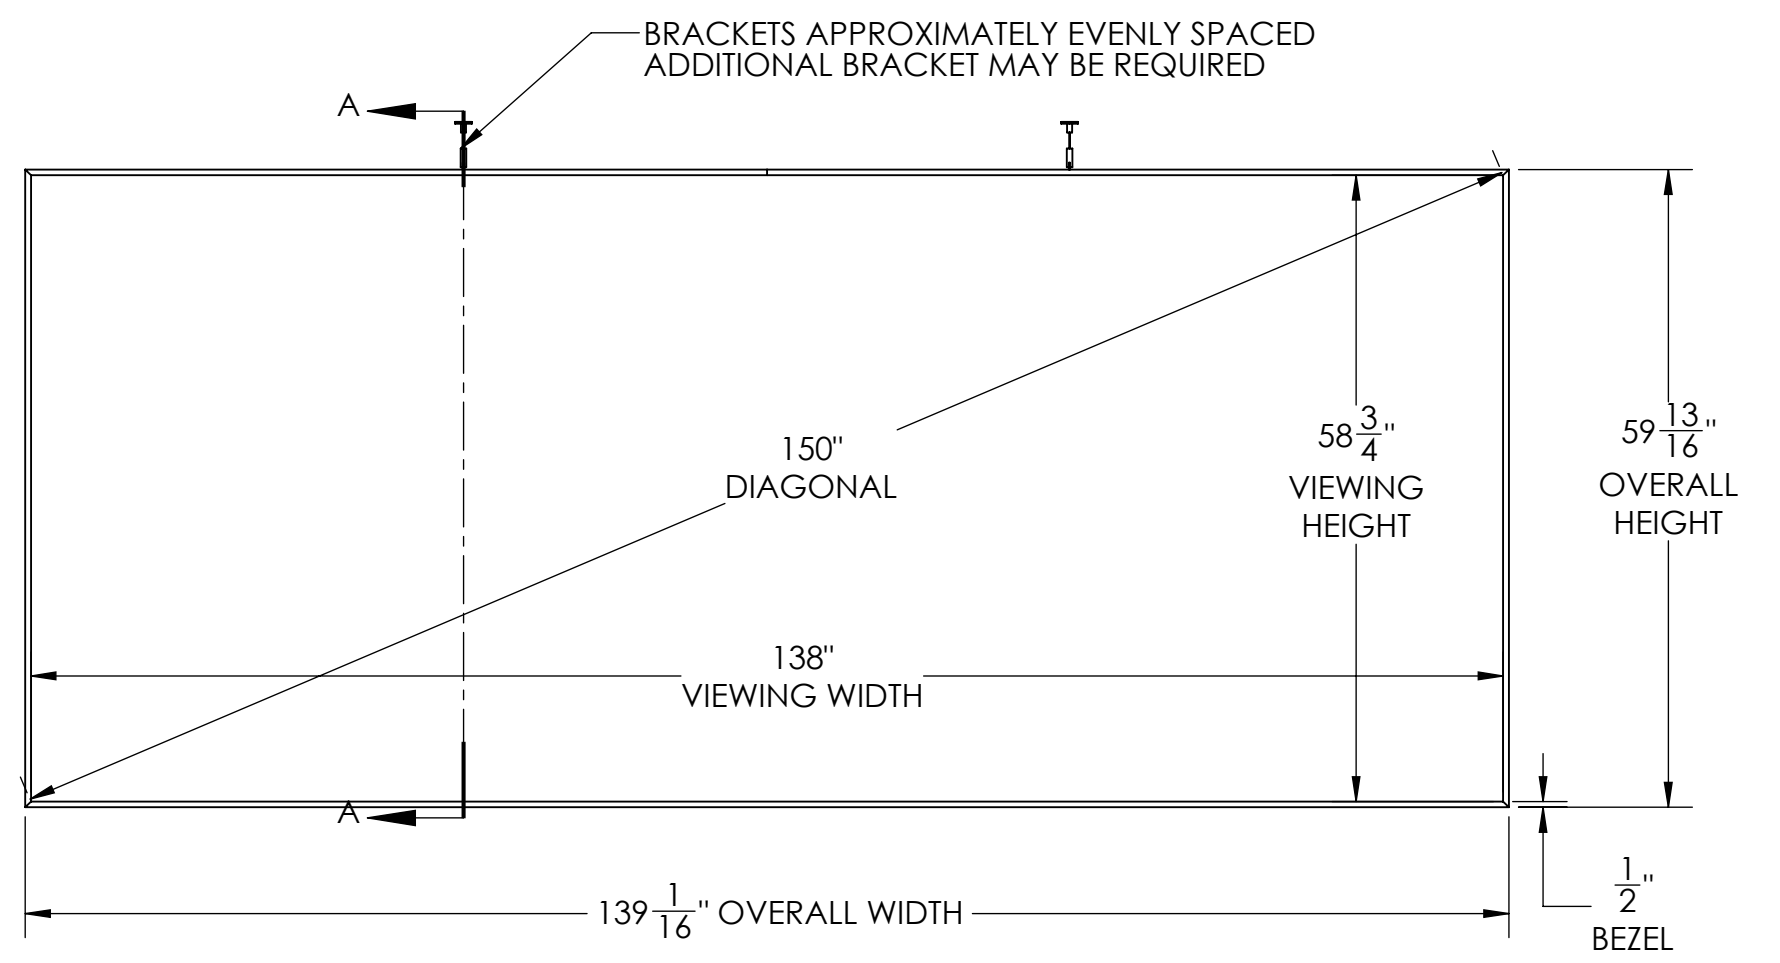 BRACKETS APPROXIMATELY EVENLY SPACED
ADDITIONAL BRACKET MAY BE REQUIRED
A
150"
DIAGONAL
58 3/4"
VIEWING
HEIGHT
59 13/16"
OVERALL
HEIGHT
138"
VIEWING WIDTH
A
139 1/16" OVERALL WIDTH
1/2"
BEZEL